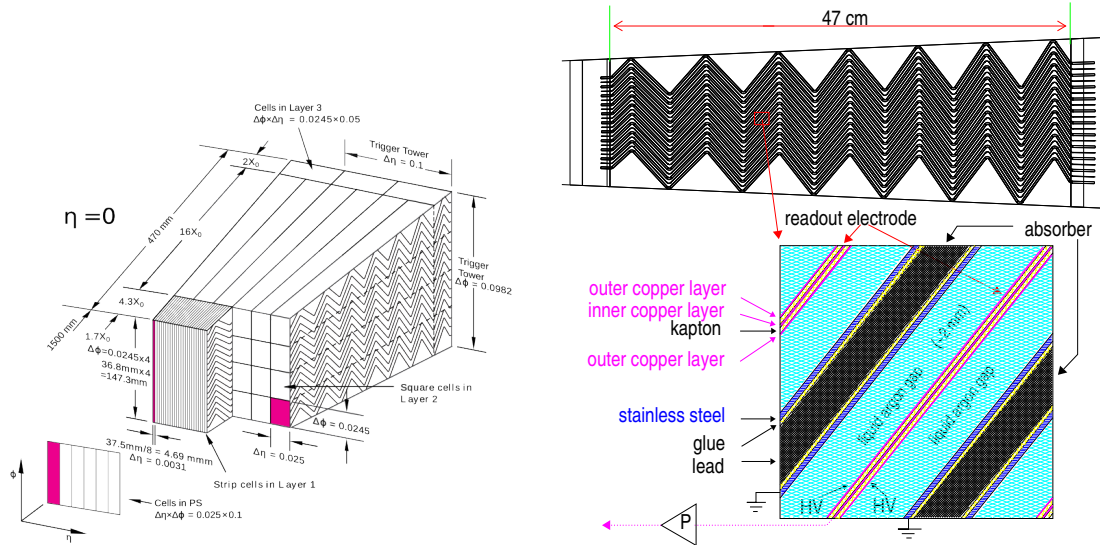 Cells in Layer 3
Δϕ×Δη = 0.0245×0.05
Trigger Tower
Δη = 0.1
2X₀
η = 0
470 mm
16X₀
Trigger
Tower
Δϕ = 0.0982
4.3X₀
1500 mm
1.7X₀
Δϕ=0.0245x4
36.8mmx4
=147.3mm
Square cells in
Layer 2
Δϕ = 0.0245
37.5mm/8 = 4.69 mmm
Δη = 0.0031
Δη = 0.025
Strip cells in Layer 1
ϕ
Cells in PS
Δη×Δϕ = 0.025×0.1
η
47 cm
readout electrode
absorber
outer copper layer
inner copper layer
kapton
outer copper layer
stainless steel
glue
lead
(~2 mm)
liquid argon gap
liquid argon gap
HV
HV
P